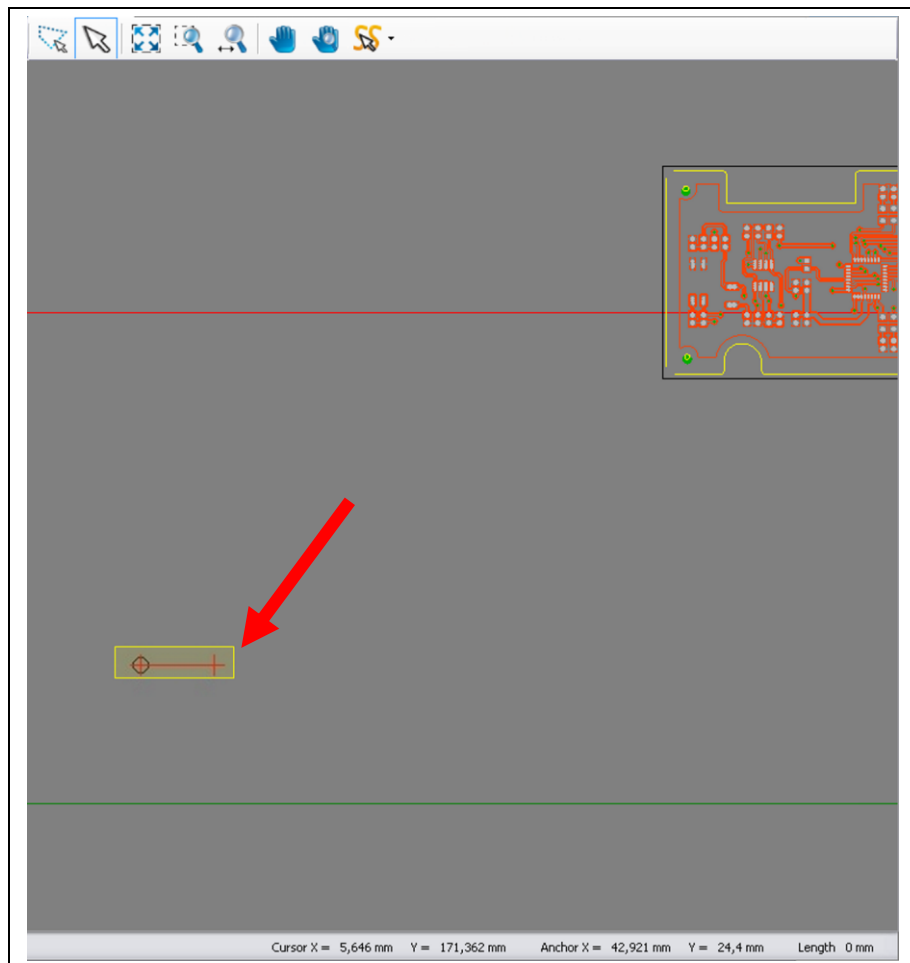 Cursor X = 5,646 mm Y = 171,362 mm Anchor X = 42,921 mm Y = 24,4 mm Length 0 mm